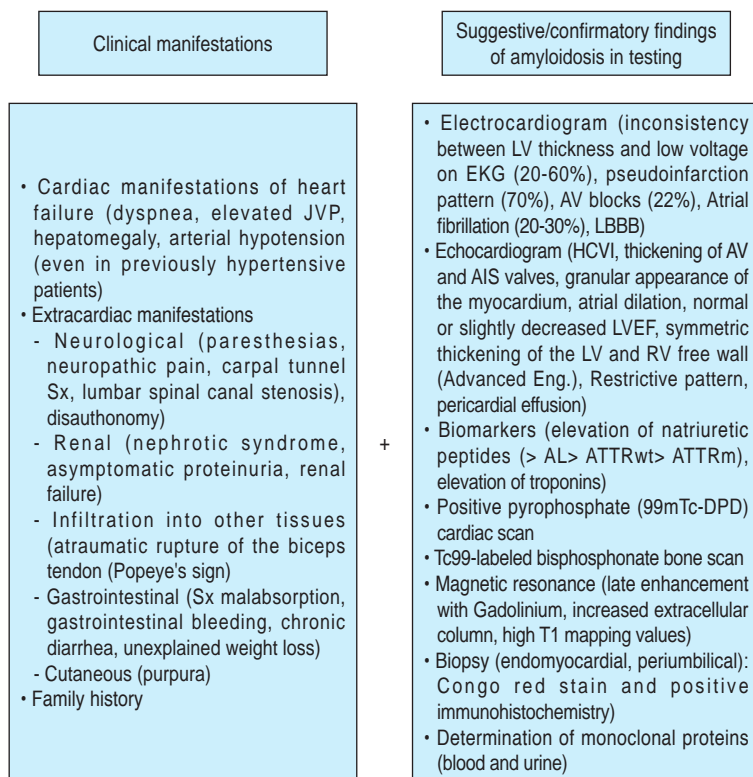 Clinical manifestations
Suggestive/confirmatory findings
of amyloidosis in testing
• Cardiac manifestations of heart
failure (dyspnea, elevated JVP,
hepatomegaly, arterial hypotension
(even in previously hypertensive
patients)
• Extracardiac manifestations
- Neurological (paresthesias,
neuropathic pain, carpal tunnel
Sx, lumbar spinal canal stenosis),
disauthonomy)
- Renal (nephrotic syndrome,
asymptomatic proteinuria, renal
failure)
- Infiltration into other tissues
(atraumatic rupture of the biceps
tendon (Popeye's sign)
- Gastrointestinal (Sx malabsorption,
gastrointestinal bleeding, chronic
diarrhea, unexplained weight loss)
- Cutaneous (purpura)
• Family history
+
• Electrocardiogram (inconsistency
between LV thickness and low voltage
on EKG (20-60%), pseudoinfarction
pattern (70%), AV blocks (22%), Atrial
fibrillation (20-30%), LBBB)
• Echocardiogram (HCVI, thickening of AV
and AIS valves, granular appearance of
the myocardium, atrial dilation, normal
or slightly decreased LVEF, symmetric
thickening of the LV and RV free wall
(Advanced Eng.), Restrictive pattern,
pericardial effusion)
• Biomarkers (elevation of natriuretic
peptides (> AL> ATTRwt> ATTRm),
elevation of troponins)
• Positive pyrophosphate (99mTc-DPD)
cardiac scan
• Tc99-labeled bisphosphonate bone scan
• Magnetic resonance (late enhancement
with Gadolinium, increased extracellular
column, high T1 mapping values)
• Biopsy (endomyocardial, periumbilical):
Congo red stain and positive
immunohistochemistry)
• Determination of monoclonal proteins
(blood and urine)